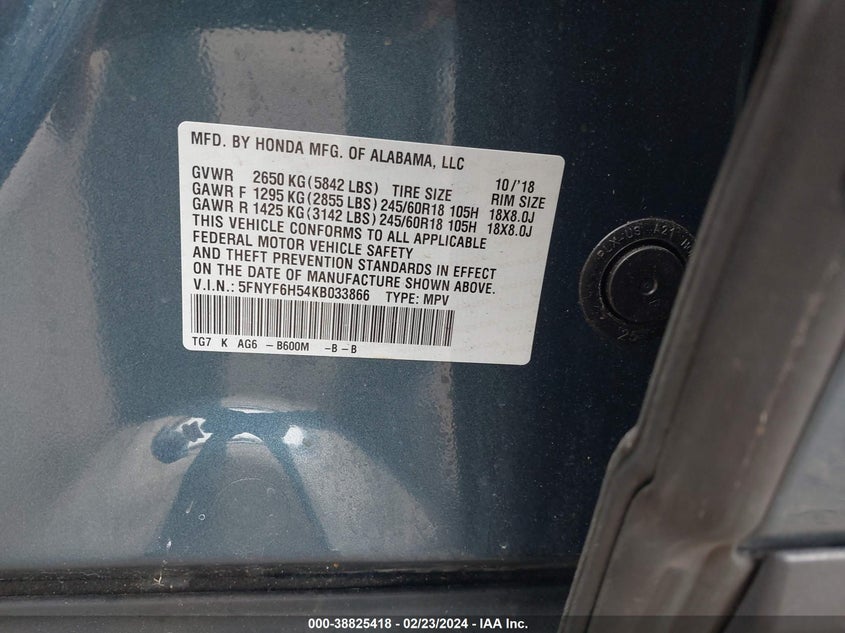 MFD. BY HONDA MFG. OF ALABAMA, LLC
GVWR 2650 KG(5842 LBS) TIRE SIZE 10/'18 RIM SIZE
GAWR F 1295 KG(2855 LBS) 245/60R18 105H 18X8.0J
GAWR R 1425 KG(3142 LBS) 245/60R18 105H 18X8.0J
THIS VEHICLE CONFORMS TO ALL APPLICABLE
FEDERAL MOTOR VEHICLE SAFETY
AND THEFT PREVENTION STANDARDS IN EFFECT
ON THE DATE OF MANUFACTURE SHOWN ABOVE.
V.I.N.: 5FNYF6H54KB033866 TYPE: MPV
TG7 K AG6 -B600M -B-B
A21
000-38825418 - 02/23/2024 - IAA Inc.